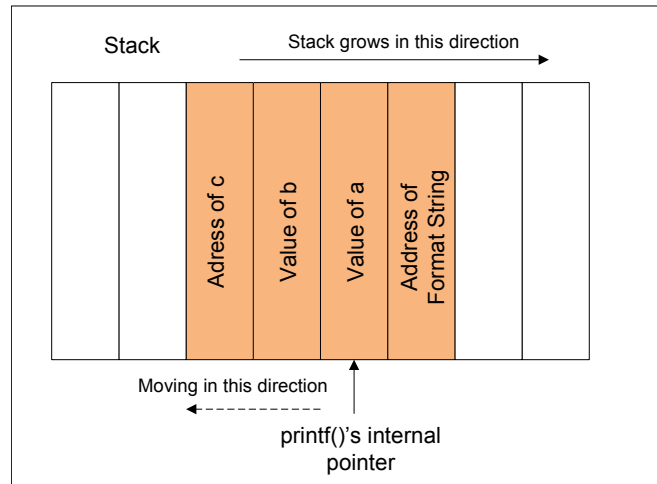 Stack
Stack grows in this direction
Adress of c
Value of b
Value of a
Address of
Format String
Moving in this direction
printf()’s internal
pointer